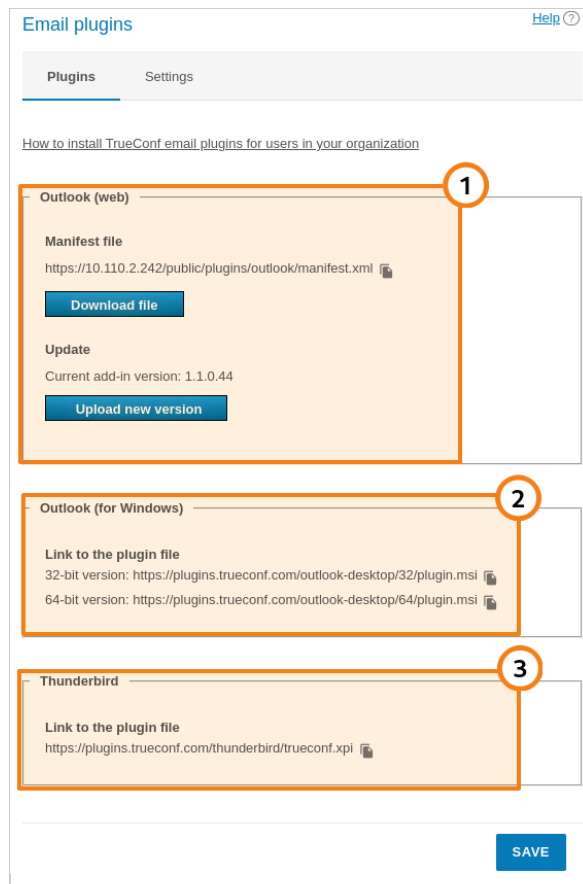 Email plugins
Help ?
Plugins Settings
How to install TrueConf email plugins for users in your organization
1
Outlook (web)
Manifest file
https://10.110.2.242/public/plugins/outlook/manifest.xml
Download file
Update
Current add-in version: 1.1.0.44
Upload new version
2
Outlook (for Windows)
Link to the plugin file
32-bit version: https://plugins.trueconf.com/outlook-desktop/32/plugin.msi
64-bit version: https://plugins.trueconf.com/outlook-desktop/64/plugin.msi
3
Thunderbird
Link to the plugin file
https://plugins.trueconf.com/thunderbird/trueconf.xpi
SAVE